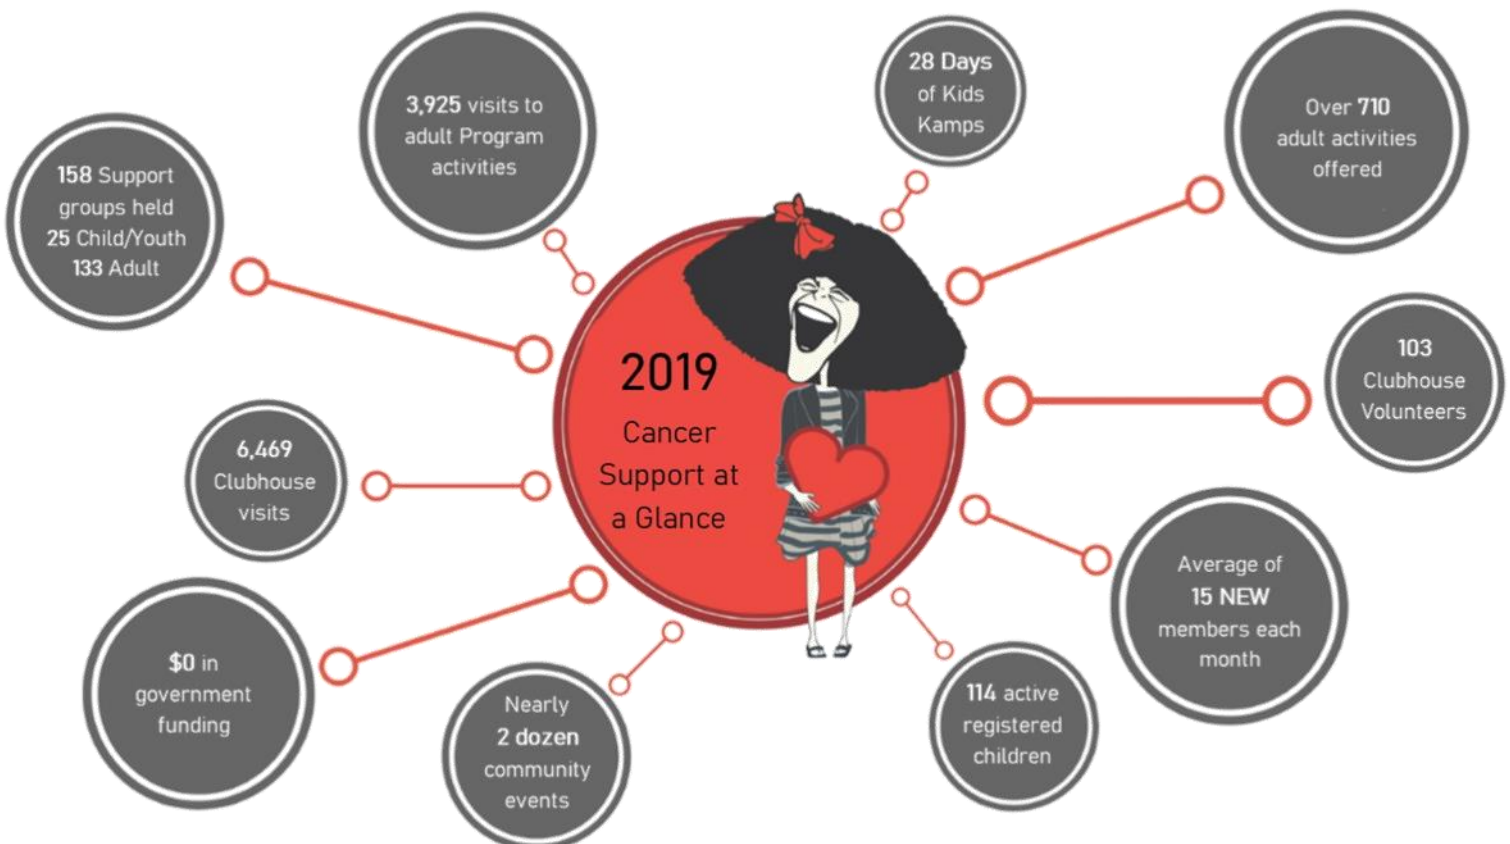 2019
Cancer
Support at
a Glance
158 Support
groups held
25 Child/Youth
133 Adult
3,925 visits to
adult Program
activities
28 Days
of Kids
Kamps
Over 710
adult activities
offered
103
Clubhouse
Volunteers
Average of
15 NEW
members each
month
114 active
registered
children
Nearly
2 dozen
community
events
$0 in
government
funding
6,469
Clubhouse
visits